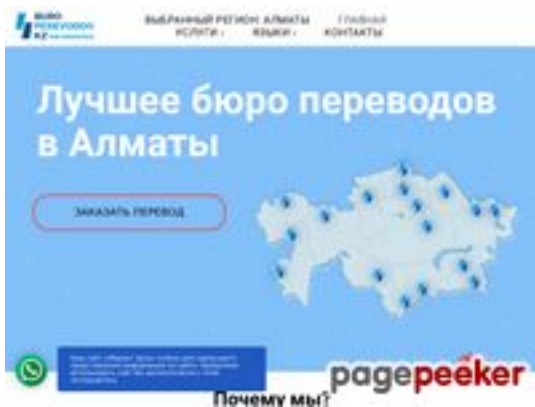 BURO
PEREVODOV
KZ
ВЫБРАННЫЙ РЕГИОН: АЛМАТЫ ГЛАВНАЯ
УСЛУГИ ЯЗЫКИ КОНТАКТЫ
Лучшее бюро переводов
в Алматы
ЗАКАЗАТЬ ПЕРЕВОД
pagepeeker
Почему мы?